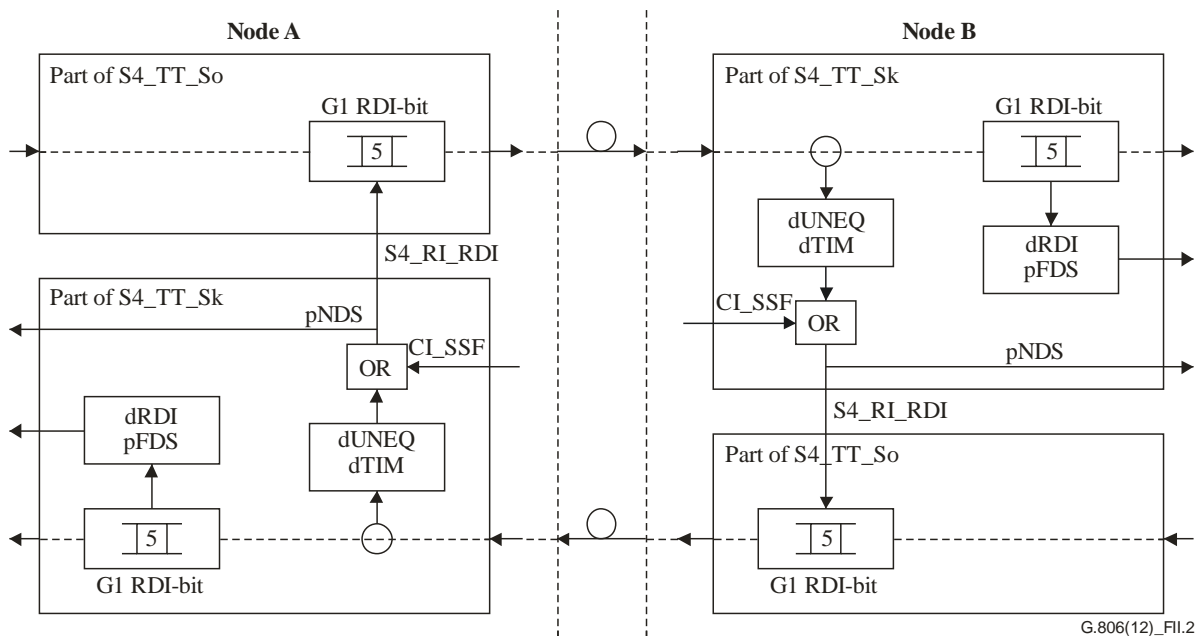 Node A
Node B
Part of S4_TT_So
G1 RDI-bit
5
S4_RI_RDI
Part of S4_TT_Sk
pNDS
CI_SSF
OR
dRDI
pFDS
dUNEQ
dTIM
5
G1 RDI-bit
Part of S4_TT_Sk
G1 RDI-bit
5
dUNEQ
dTIM
dRDI
pFDS
CI_SSF
OR
pNDS
S4_RI_RDI
Part of S4_TT_So
5
G1 RDI-bit
G.806(12)_FII.2